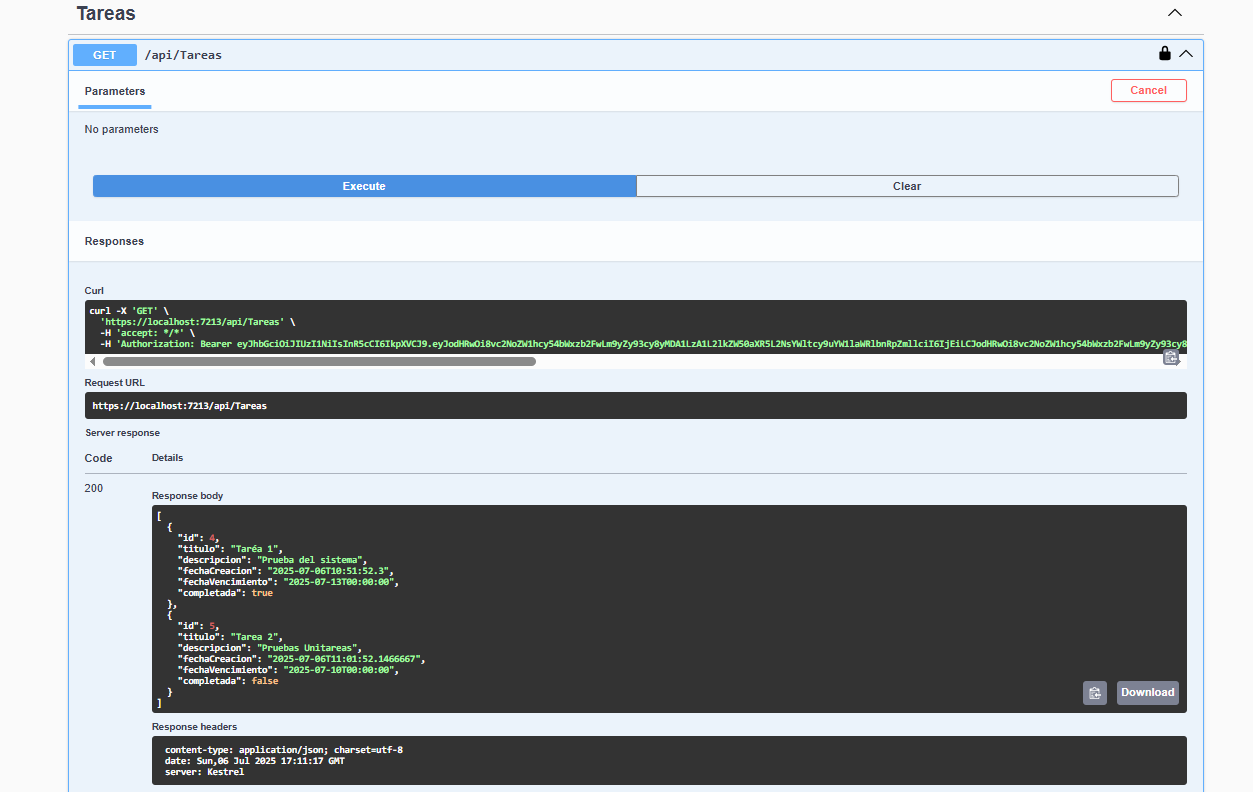 Tareas
GET /api/Tareas
Parameters
Cancel
No parameters
Execute
Clear
Responses
Curl
curl -X 'GET' \
'https://localhost:7213/api/Tareas' \
-H 'accept: */*' \
-H 'Authorization: Bearer
Request URL
https://localhost:7213/api/Tareas
Server response
Code Details
200
Response body
[
{
"id": 4,
"titulo": "Taréa 1",
"descripcion": "Prueba del sistema",
"fechaCreacion": "2025-07-06T10:51:52.3",
"fechaVencimiento": "2025-07-13T00:00:00",
"completada": true
},
{
"id": 5,
"titulo": "Tarea 2",
"descripcion": "Pruebas Unitareas",
"fechaCreacion": "2025-07-06T11:01:52.1466667",
"fechaVencimiento": "2025-07-10T00:00:00",
"completada": false
}
]
Download
Response headers
content-type: application/json; charset=utf-8
date: Sun,06 Jul 2025 17:11:17 GMT
server: Kestrel